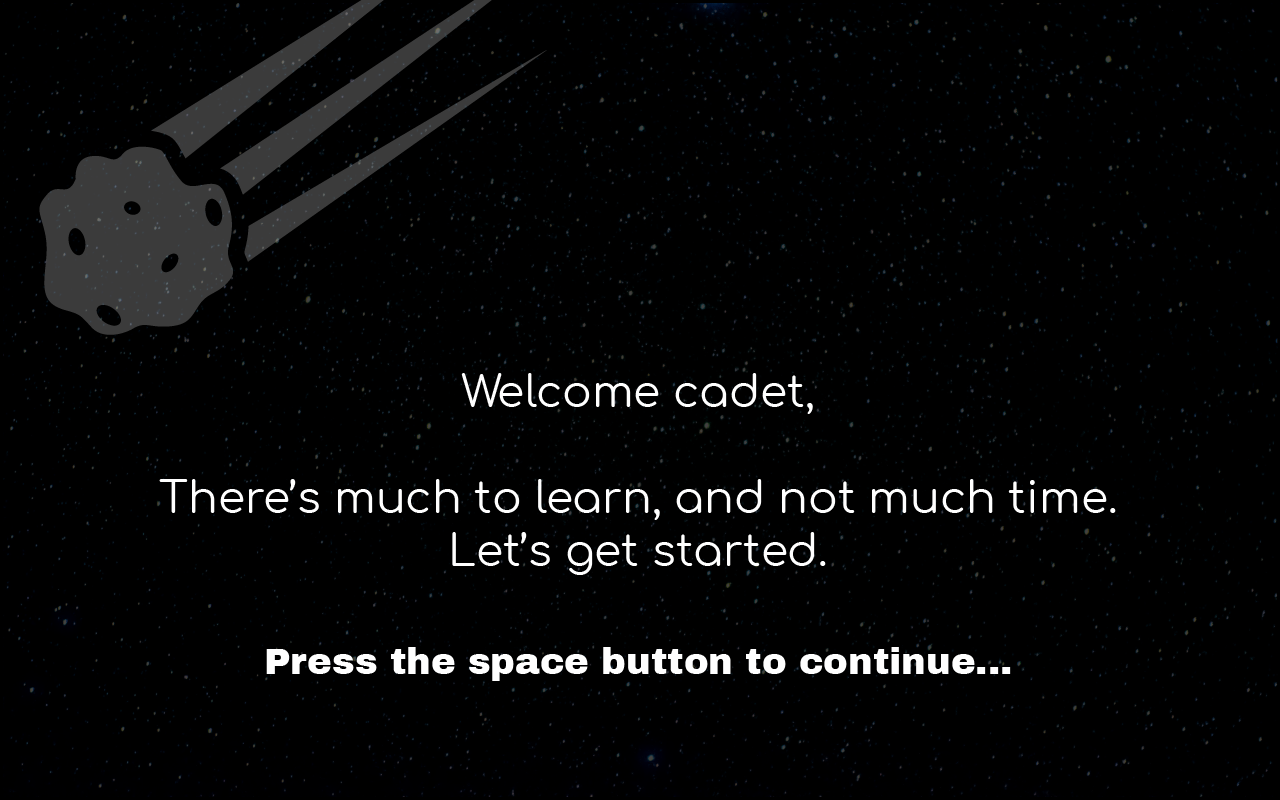 Welcome cadet,
There’s much to learn, and not much time.
Let’s get started.
Press the space button to continue...